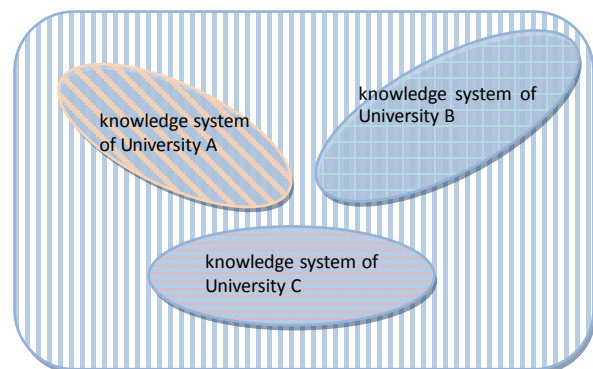 knowledge system
of University A
knowledge system of
University B
knowledge system of
University C